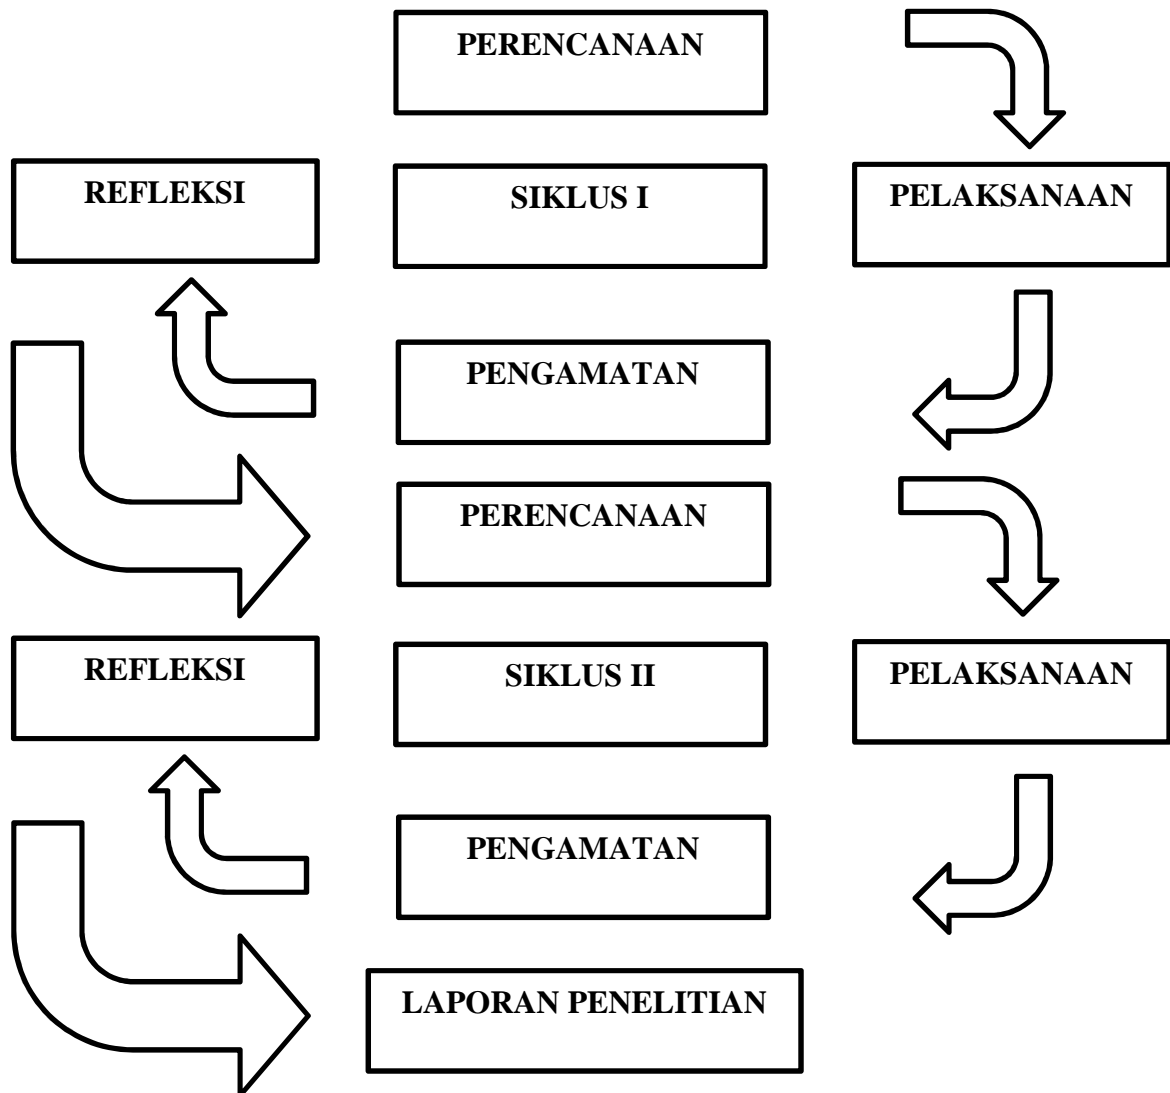 PERENCANAAN
REFLEKSI
SIKLUS I
PELAKSANAAN
PENGAMATAN
PERENCANAAN
REFLEKSI
SIKLUS II
PELAKSANAAN
PENGAMATAN
LAPORAN PENELITIAN